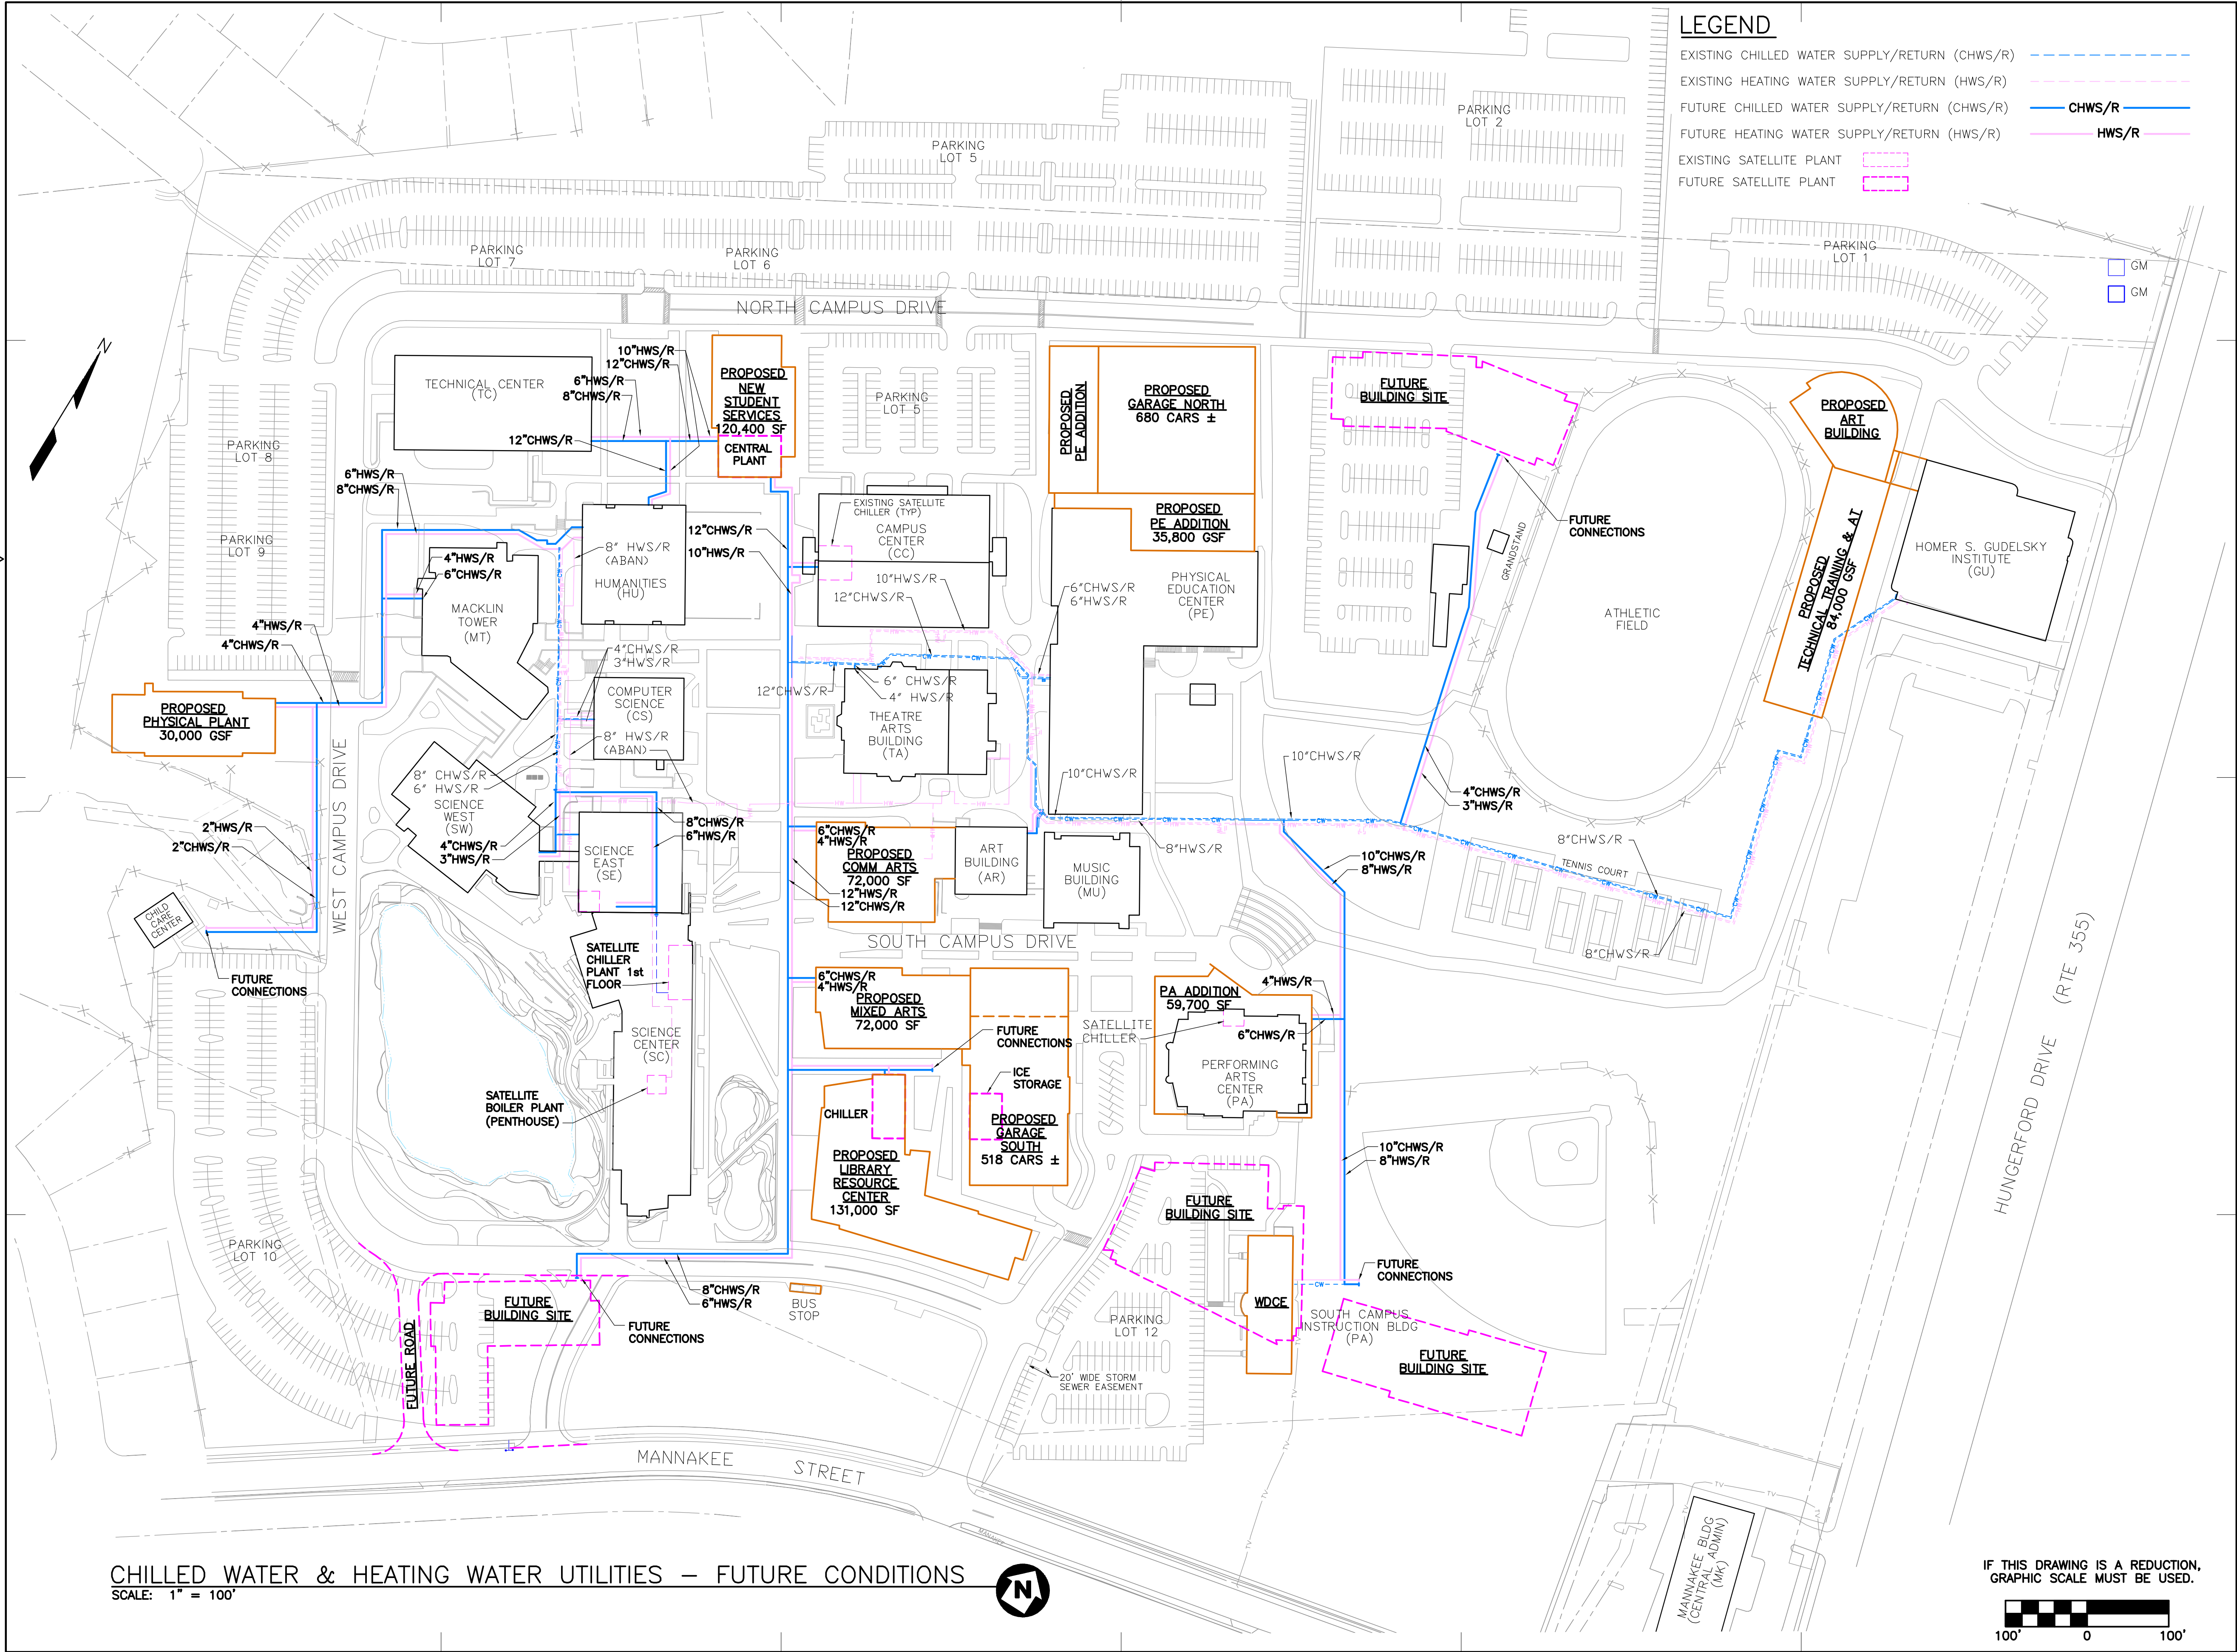 LEGEND
EXISTING CHILLED WATER SUPPLY/RETURN (CHWS/R)
EXISTING HEATING WATER SUPPLY/RETURN (HWS/R)
FUTURE CHILLED WATER SUPPLY/RETURN (CHWS/R)
CHWS/R
FUTURE HEATING WATER SUPPLY/RETURN (HWS/R)
HWS/R
EXISTING SATELLITE PLANT
FUTURE SATELLITE PLANT
GM
GM
PARKING
LOT 2
PARKING
LOT 5
PARKING
LOT 1
PARKING
LOT 7
PARKING
LOT 6
NORTH CAMPUS DRIVE
N
TECHNICAL CENTER
(TC)
10"HWS/R
12"CHWS/R
6"HWS/R
8"CHWS/R
12"CHWS/R
PROPOSED
NEW
STUDENT
SERVICES
120,400 SF
CENTRAL
PLANT
PARKING
LOT 5
PROPOSED
PE ADDITION
PROPOSED
GARAGE NORTH
680 CARS ±
FUTURE
BUILDING SITE
PROPOSED
ART
BUILDING
PARKING
LOT 8
PARKING
LOT 9
6"HWS/R
8"CHWS/R
4"HWS/R
6"CHWS/R
MACKLIN
TOWER
(MT)
8" HWS/R
(ABAN)
HUMANITIES
(HU)
12"CHWS/R
10"HWS/R
EXISTING SATELLITE
CHILLER (TYP)
CAMPUS
CENTER
(CC)
10"HWS/R
12"CHWS/R
PROPOSED
PE ADDITION
35,800 GSF
PHYSICAL
EDUCATION
CENTER
(PE)
6"CHWS/R
6"HWS/R
FUTURE
CONNECTIONS
GRANDSTAND
ATHLETIC
FIELD
PROPOSED
TECHNICAL TRAINING & AT
84,000 GSF
HOMER S. GUDELSKY
INSTITUTE
(GU)
4"HWS/R
4"CHWS/R
PROPOSED
PHYSICAL PLANT
30,000 GSF
WEST CAMPUS DRIVE
4"CHWS/R
3"HWS/R
COMPUTER
SCIENCE
(CS)
8" HWS/R
(ABAN)
12"CHWS/R
6" CHWS/R
4" HWS/R
THEATRE
ARTS
BUILDING
(TA)
10"CHWS/R
10"CHWS/R
4"CHWS/R
3"HWS/R
8" CHWS/R
6" HWS/R
SCIENCE
WEST
(SW)
4"CHWS/R
3"HWS/R
SCIENCE
EAST
(SE)
8"CHWS/R
6"HWS/R
2"HWS/R
2"CHWS/R
CHILD
CARE
CENTER
FUTURE
CONNECTIONS
6"CHWS/R
4"HWS/R
PROPOSED
COMM ARTS
72,000 SF
12"HWS/R
12"CHWS/R
ART
BUILDING
(AR)
MUSIC
BUILDING
(MU)
8"HWS/R
10"CHWS/R
8"HWS/R
8"CHWS/R
TENNIS COURT
8"CHWS/R
SOUTH CAMPUS DRIVE
SATELLITE
CHILLER
PLANT 1st
FLOOR
SCIENCE
CENTER
(SC)
SATELLITE
BOILER PLANT
(PENTHOUSE)
6"CHWS/R
4"HWS/R
PROPOSED
MIXED ARTS
72,000 SF
FUTURE
CONNECTIONS
ICE
STORAGE
PROPOSED
GARAGE
SOUTH
518 CARS ±
SATELLITE
CHILLER
PA ADDITION
59,700 SF
4"HWS/R
6"CHWS/R
PERFORMING
ARTS
CENTER
(PA)
CHILLER
PROPOSED
LIBRARY
RESOURCE
CENTER
131,000 SF
10"CHWS/R
8"HWS/R
FUTURE
BUILDING SITE
HUNGERFORD DRIVE (RTE 355)
PARKING
LOT 10
FUTURE
BUILDING SITE
FUTURE ROAD
FUTURE
CONNECTIONS
8"CHWS/R
6"HWS/R
BUS
STOP
PARKING
LOT 12
20' WIDE STORM
SEWER EASEMENT
WDCE
CW
FUTURE
CONNECTIONS
SOUTH CAMPUS
INSTRUCTION BLDG
(PA)
FUTURE
BUILDING SITE
MANNAKEE STREET
MANNAKEE BLDG
(CENTRAL ADMIN)
(MK)
CHILLED WATER & HEATING WATER UTILITIES – FUTURE CONDITIONS
SCALE: 1" = 100'
N
IF THIS DRAWING IS A REDUCTION,
GRAPHIC SCALE MUST BE USED.
100' 0 100'